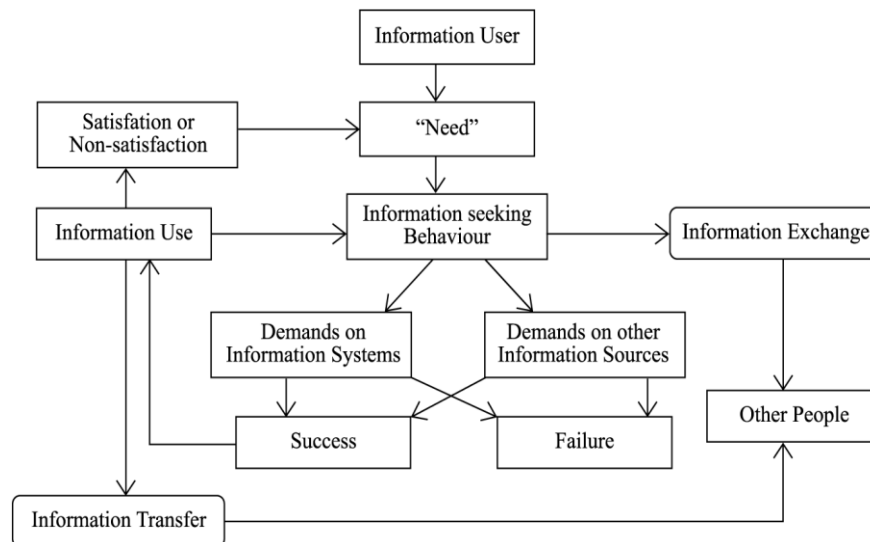 Information User
Satisfation or
Non-satisfaction
“Need”
Information Use
Information seeking
Behaviour
Information Exchange
Demands on
Information Systems
Demands on other
Information Sources
Success
Failure
Other People
Information Transfer